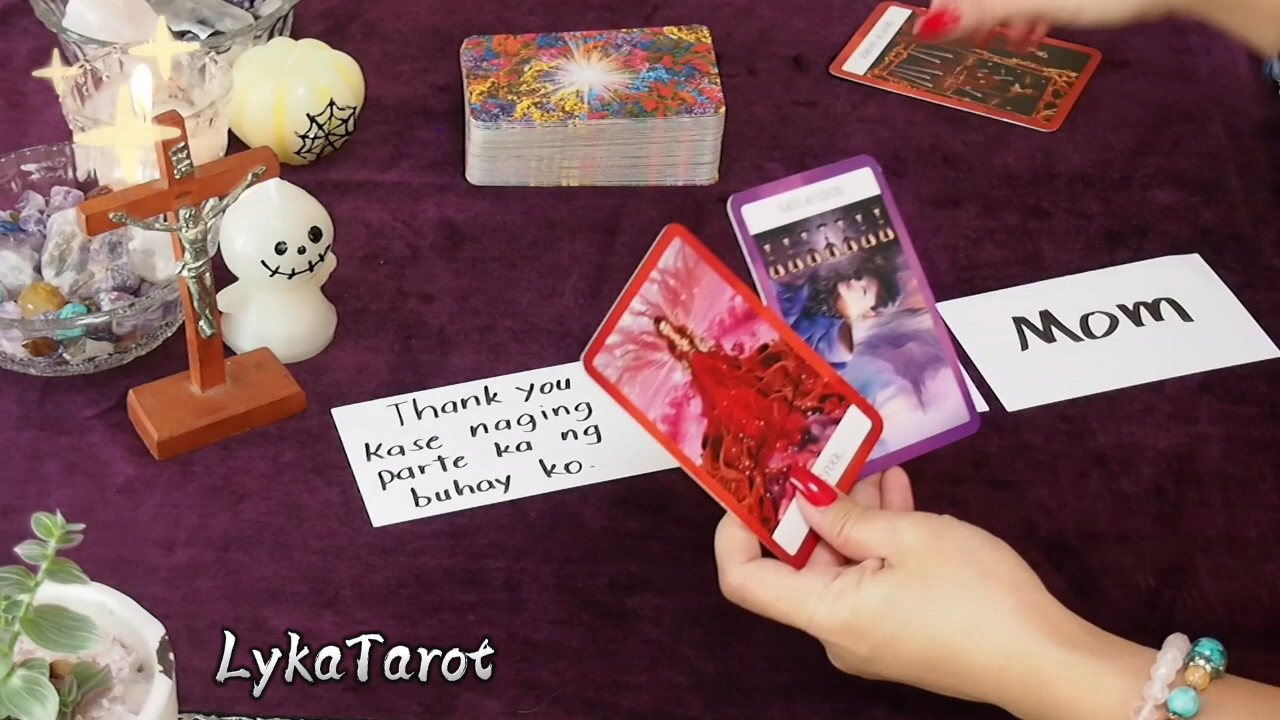 Thank you
kase naging
parte ka ng
buhay ko.
Mom
LykaTarot